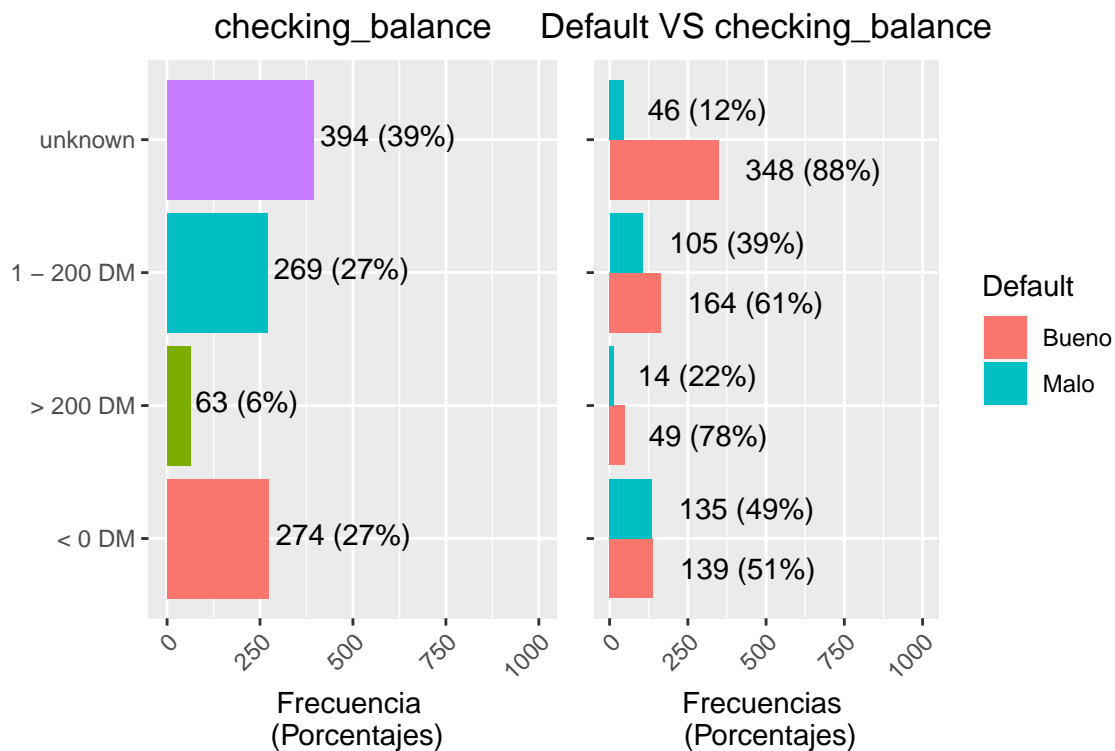 checking_balance
Default VS checking_balance
unknown
1 − 200 DM
> 200 DM
< 0 DM
394 (39%)
269 (27%)
63 (6%)
274 (27%)
0
250
500
750
1000
Frecuencia
(Porcentajes)
46 (12%)
348 (88%)
105 (39%)
164 (61%)
14 (22%)
49 (78%)
135 (49%)
139 (51%)
0
250
500
750
1000
Frecuencias
(Porcentajes)
Default
Bueno
Malo